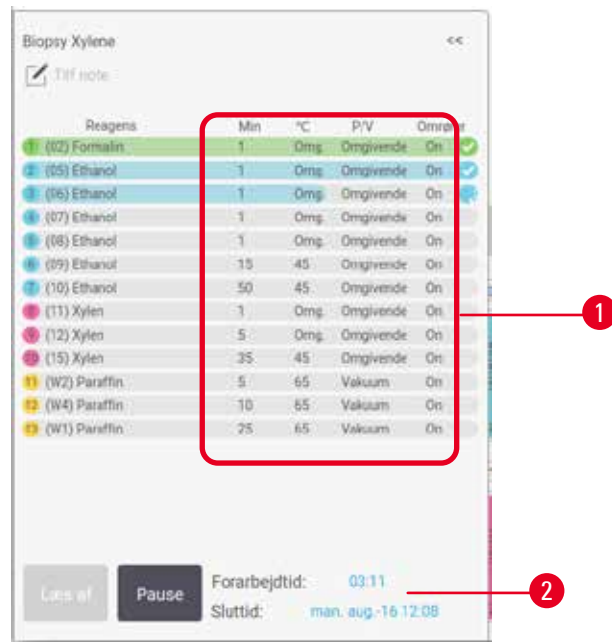 Biopsy Xylene <<
Titf note
Reagens Min °C P/V Omrører
1 (02) Formalin 1 Omg. Omgivende On
2 (05) Ethanol 1 Omg. Omgivende On
3 (06) Ethanol 1 Omg. Omgivende On
4 (07) Ethanol 1 Omg. Omgivende On
5 (08) Ethanol 1 Omg. Omgivende On
6 (09) Ethanol 15 45 Omgivende On
7 (10) Ethanol 50 45 Omgivende On
8 (11) Xylen 1 Omg. Omgivende On
9 (12) Xylen 5 Omg. Omgivende On
10 (15) Xylen 35 45 Omgivende On
11 (W2) Paraffin 5 65 Vakuum On
12 (W4) Paraffin 10 65 Vakuum On
13 (W1) Paraffin 25 65 Vakuum On
1
Læs af Pause Forarbejdtid: 03:11
2
Sluttid: man. aug.-16 12:08